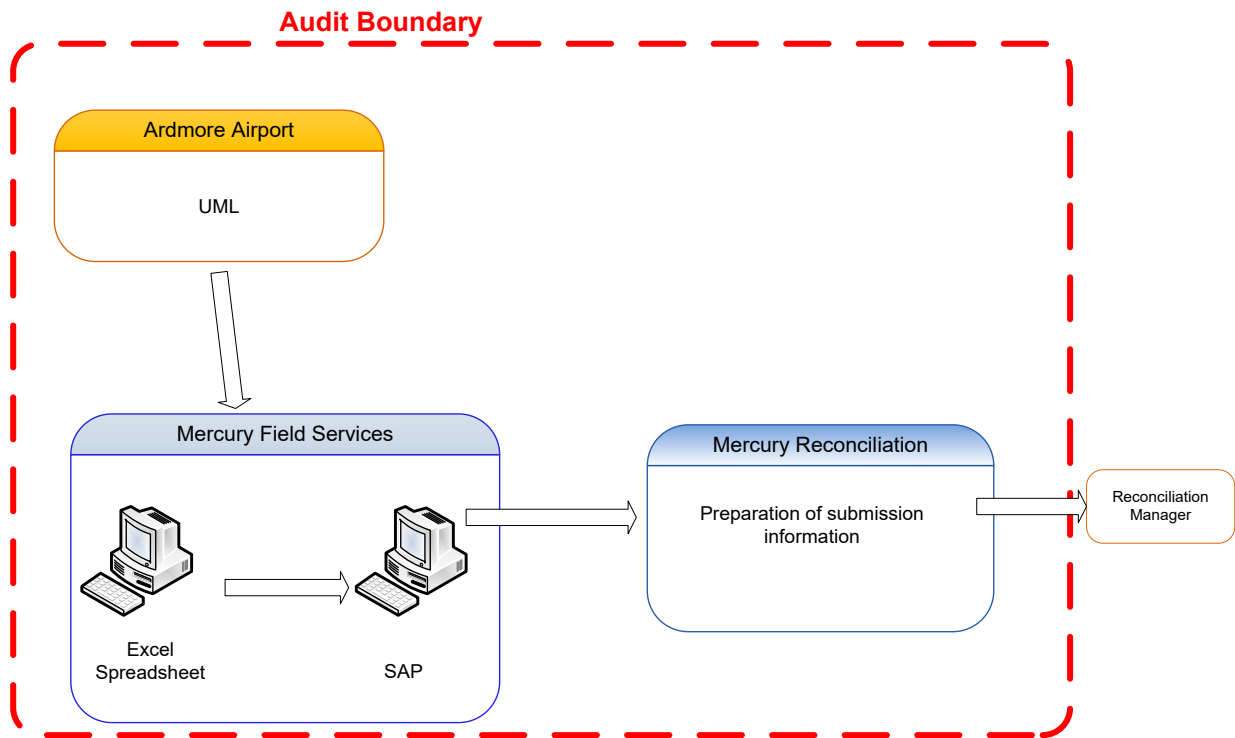 Audit Boundary
Ardmore Airport
UML
Mercury Field Services
Excel
Spreadsheet
SAP
Mercury Reconciliation
Preparation of submission
information
Reconciliation
Manager